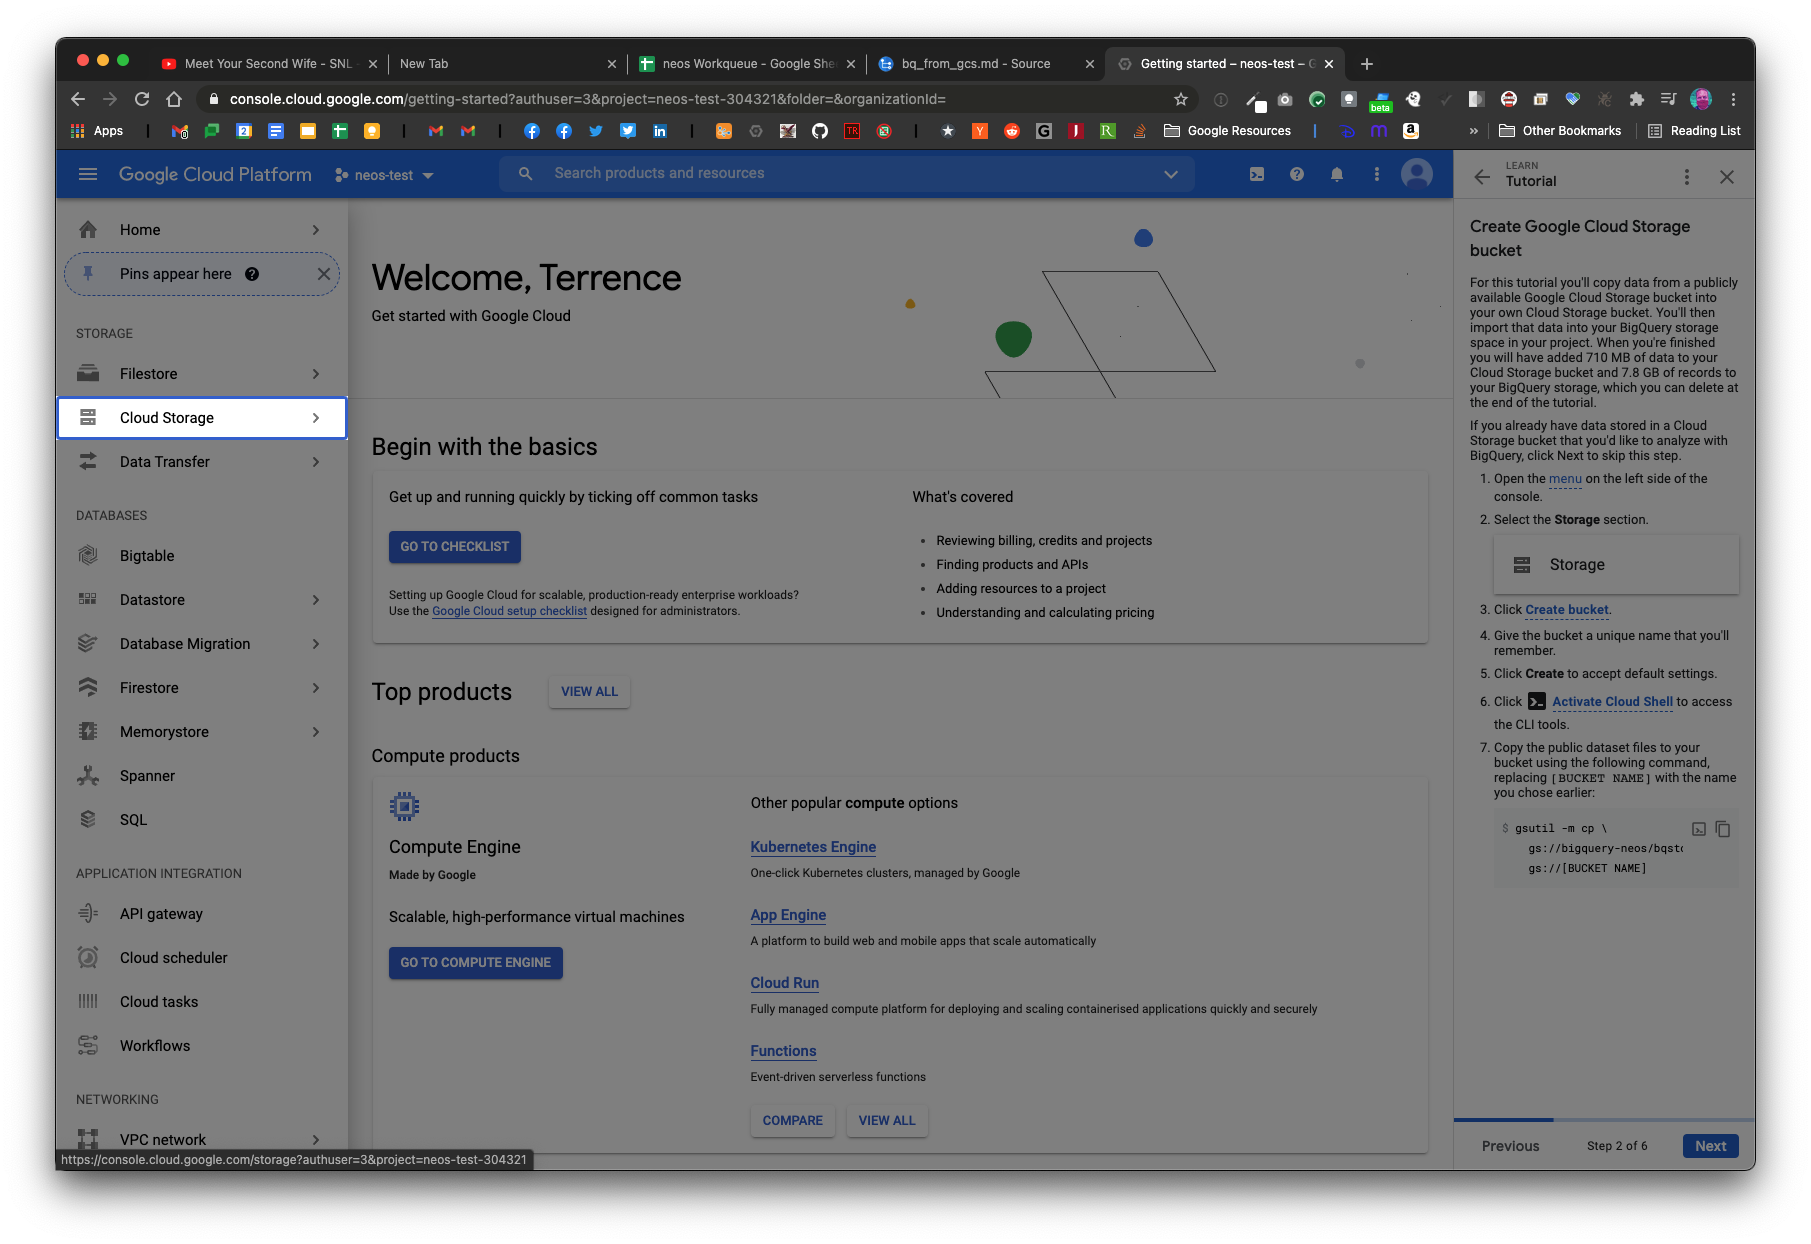 Meet Your Second Wife - SNL
New Tab
neos Workqueue - Google She
bq_from_gcs.md - Source
Getting started – neos-test – G
console.cloud.google.com/getting-started?authuser=3&project=neos-test-304321&folder=&organizationId=
beta
Apps
Google Resources
Other Bookmarks
Reading List
Google Cloud Platform
neos-test
Search products and resources
LEARN
Tutorial
Home
Pins appear here
STORAGE
Filestore
Cloud Storage
Data Transfer
DATABASES
Bigtable
Datastore
Database Migration
Firestore
Memorystore
Spanner
SQL
APPLICATION INTEGRATION
API gateway
Cloud scheduler
Cloud tasks
Workflows
NETWORKING
VPC network
https://console.cloud.google.com/storage?authuser=3&project=neos-test-304321
Welcome, Terrence
Get started with Google Cloud
Begin with the basics
Get up and running quickly by ticking off common tasks
GO TO CHECKLIST
Setting up Google Cloud for scalable, production-ready enterprise workloads?
Use the Google Cloud setup checklist designed for administrators.
What's covered
• Reviewing billing, credits and projects
• Finding products and APIs
• Adding resources to a project
• Understanding and calculating pricing
Top products
VIEW ALL
Compute products
Compute Engine
Made by Google
Scalable, high-performance virtual machines
GO TO COMPUTE ENGINE
Other popular compute options
Kubernetes Engine
One-click Kubernetes clusters, managed by Google
App Engine
A platform to build web and mobile apps that scale automatically
Cloud Run
Fully managed compute platform for deploying and scaling containerised applications quickly and securely
Functions
Event-driven serverless functions
COMPARE
VIEW ALL
Create Google Cloud Storage
bucket
For this tutorial you'll copy data from a publicly
available Google Cloud Storage bucket into
your own Cloud Storage bucket. You'll then
import that data into your BigQuery storage
space in your project. When you're finished
you will have added 710 MB of data to your
Cloud Storage bucket and 7.8 GB of records to
your BigQuery storage, which you can delete at
the end of the tutorial.
If you already have data stored in a Cloud
Storage bucket that you'd like to analyze with
BigQuery, click Next to skip this step.
1. Open the menu on the left side of the
console.
2. Select the Storage section.
Storage
3. Click Create bucket.
4. Give the bucket a unique name that you'll
remember.
5. Click Create to accept default settings.
6. Click Activate Cloud Shell to access
the CLI tools.
7. Copy the public dataset files to your
bucket using the following command,
replacing [BUCKET NAME] with the name
you chose earlier:
$ gsutil -m cp \
gs://bigquery-neos/bqsto
gs://[BUCKET NAME]
Previous
Step 2 of 6
Next